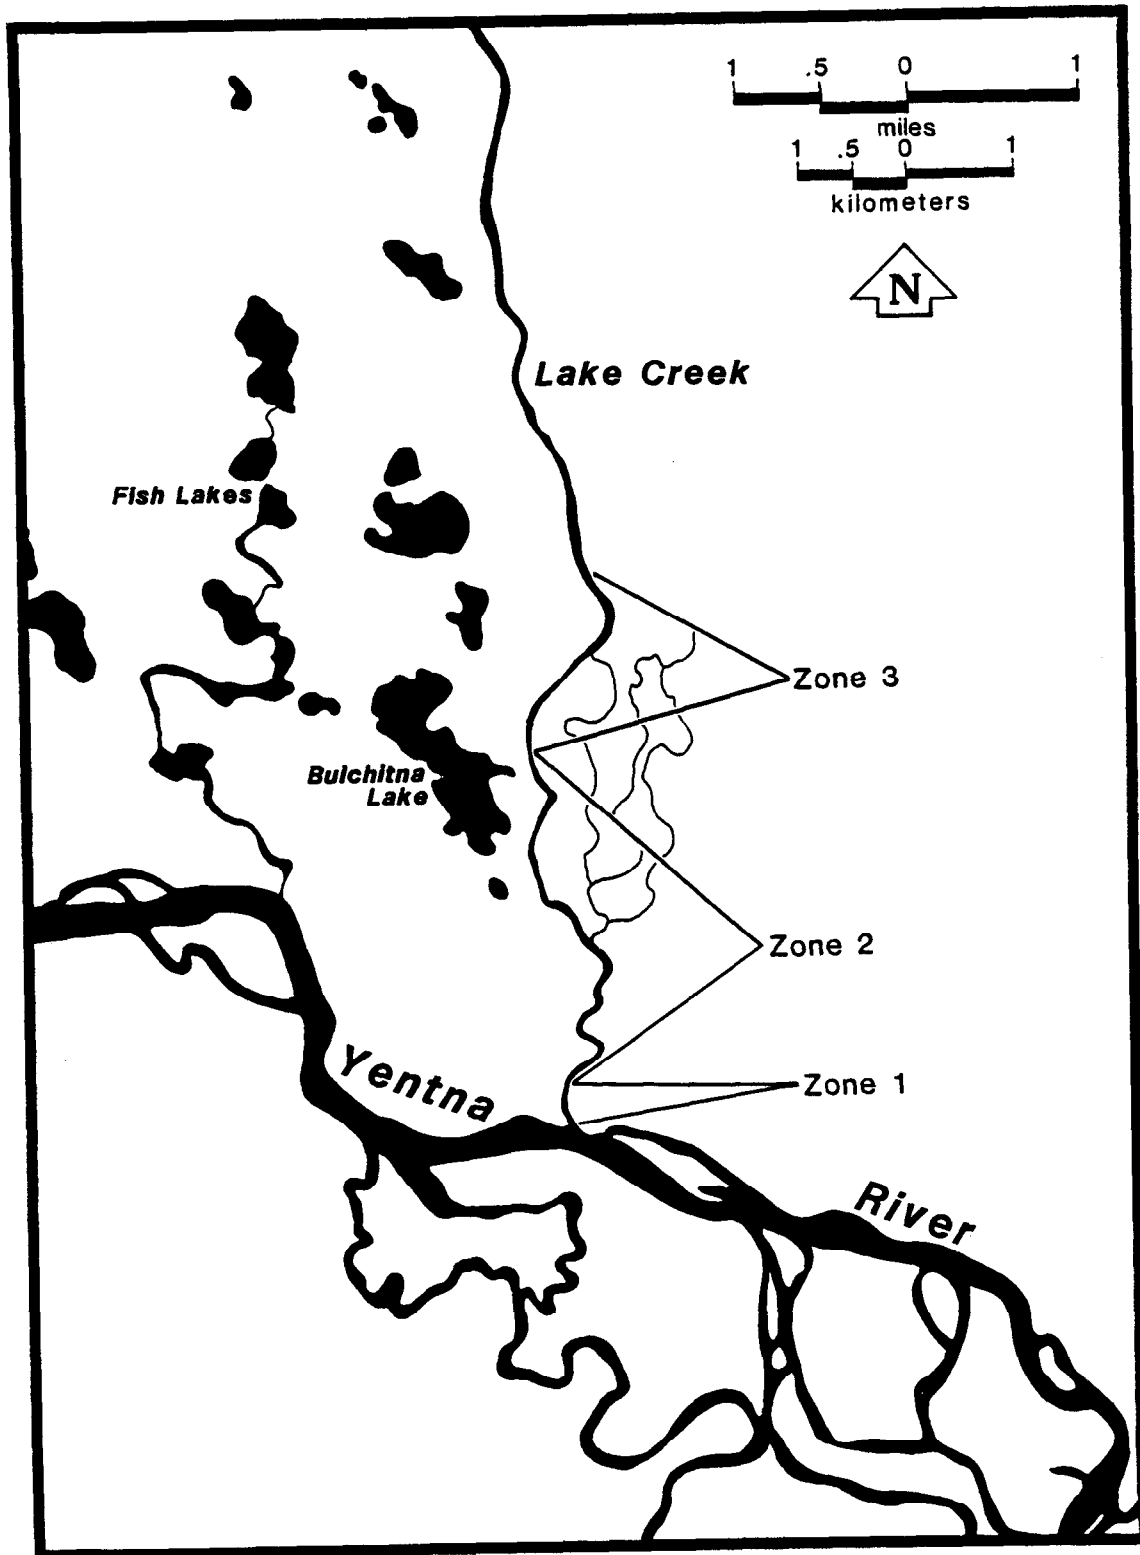 1 .5 0 1
miles
1 .5 0 1
kilometers
N
Lake Creek
Fish Lakes
Zone 3
Bulchitna
Lake
Zone 2
Yentna
Zone 1
River